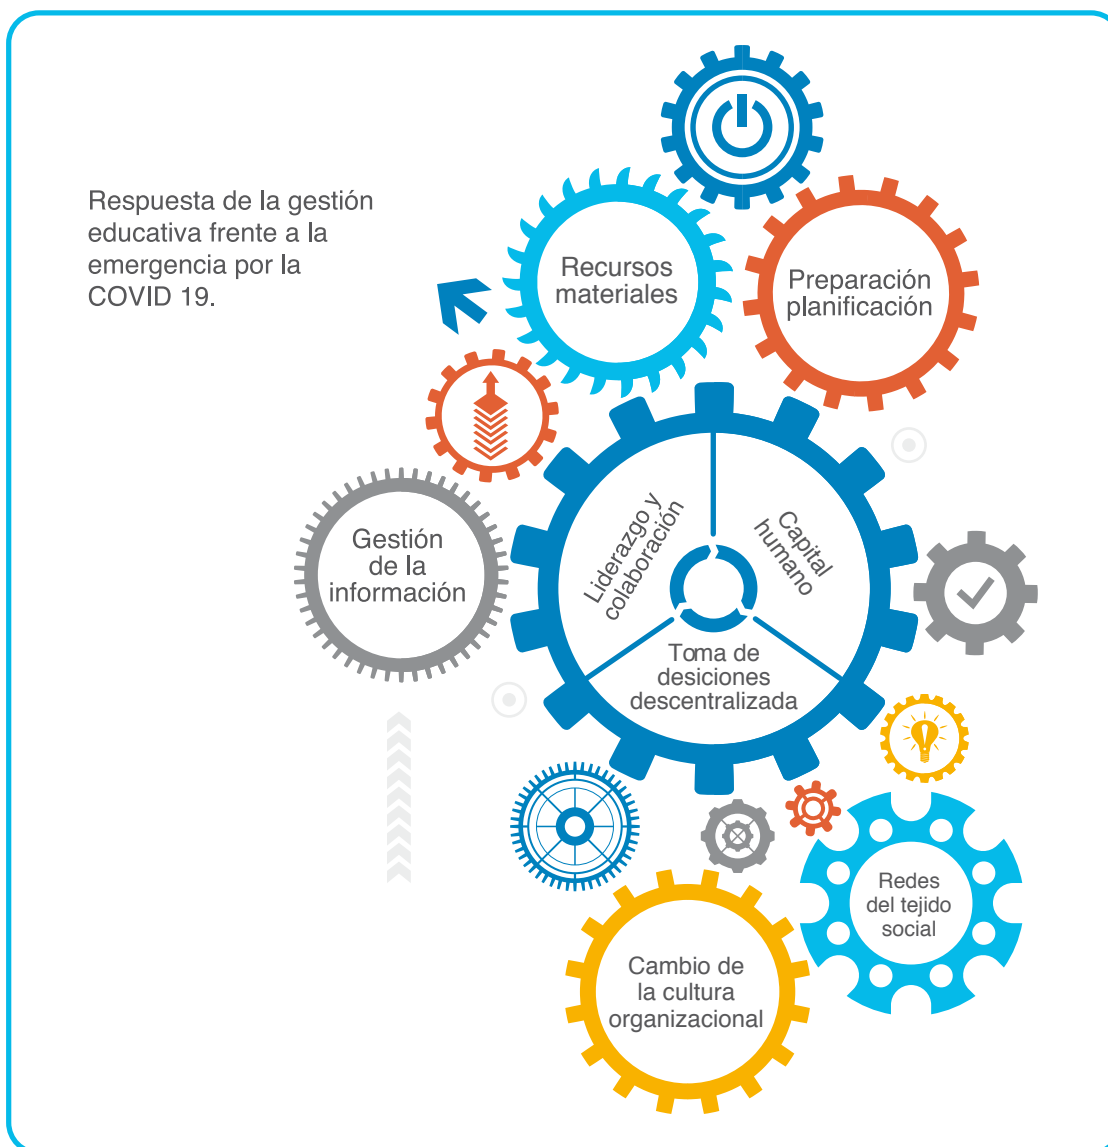 Respuesta de la gestión
educativa frente a la
emergencia por la
COVID 19.
Recursos
materiales
Preparación
planificación
Gestión
de la
información
Liderazgo y
colaboración
Capital
humano
Toma de
desiciones
descentralizada
Redes
del tejido
social
Cambio de
la cultura
organizacional